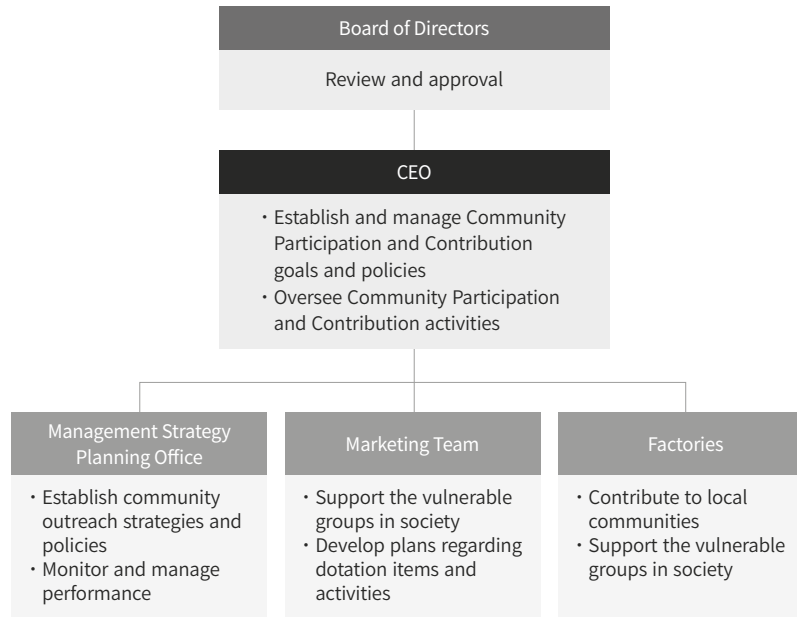 Board of Directors
Review and approval
CEO
・Establish and manage Community
Participation and Contribution
goals and policies
・Oversee Community Participation
and Contribution activities
Management Strategy
Planning Office
・Establish community
outreach strategies and
policies
・Monitor and manage
performance
Marketing Team
・Support the vulnerable
groups in society
・Develop plans regarding
dotation items and
activities
Factories
・Contribute to local
communities
・Support the vulnerable
groups in society